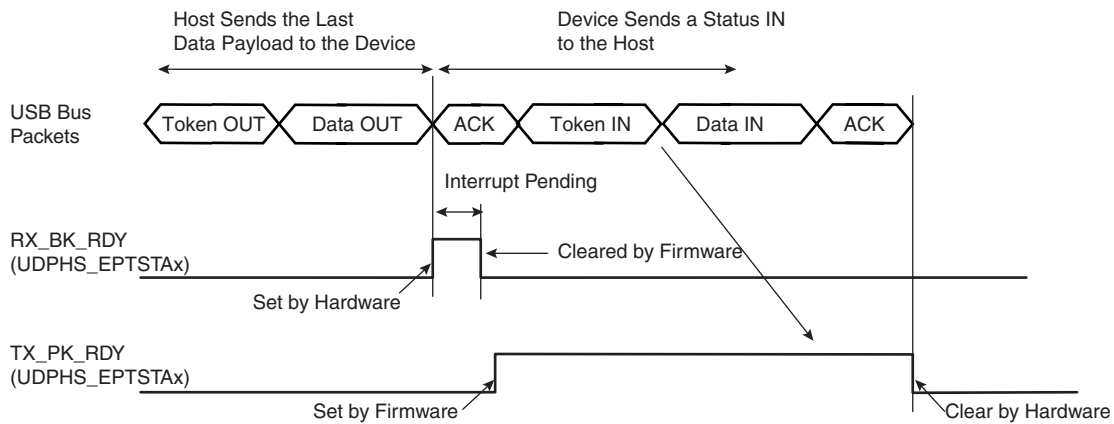 Host Sends the Last
Data Payload to the Device
Device Sends a Status IN
to the Host
USB Bus
Packets
Token OUT
Data OUT
ACK
Token IN
Data IN
ACK
Interrupt Pending
RX_BK_RDY
(UDPHS_EPTSTAx)
Cleared by Firmware
Set by Hardware
TX_PK_RDY
(UDPHS_EPTSTAx)
Set by Firmware
Clear by Hardware